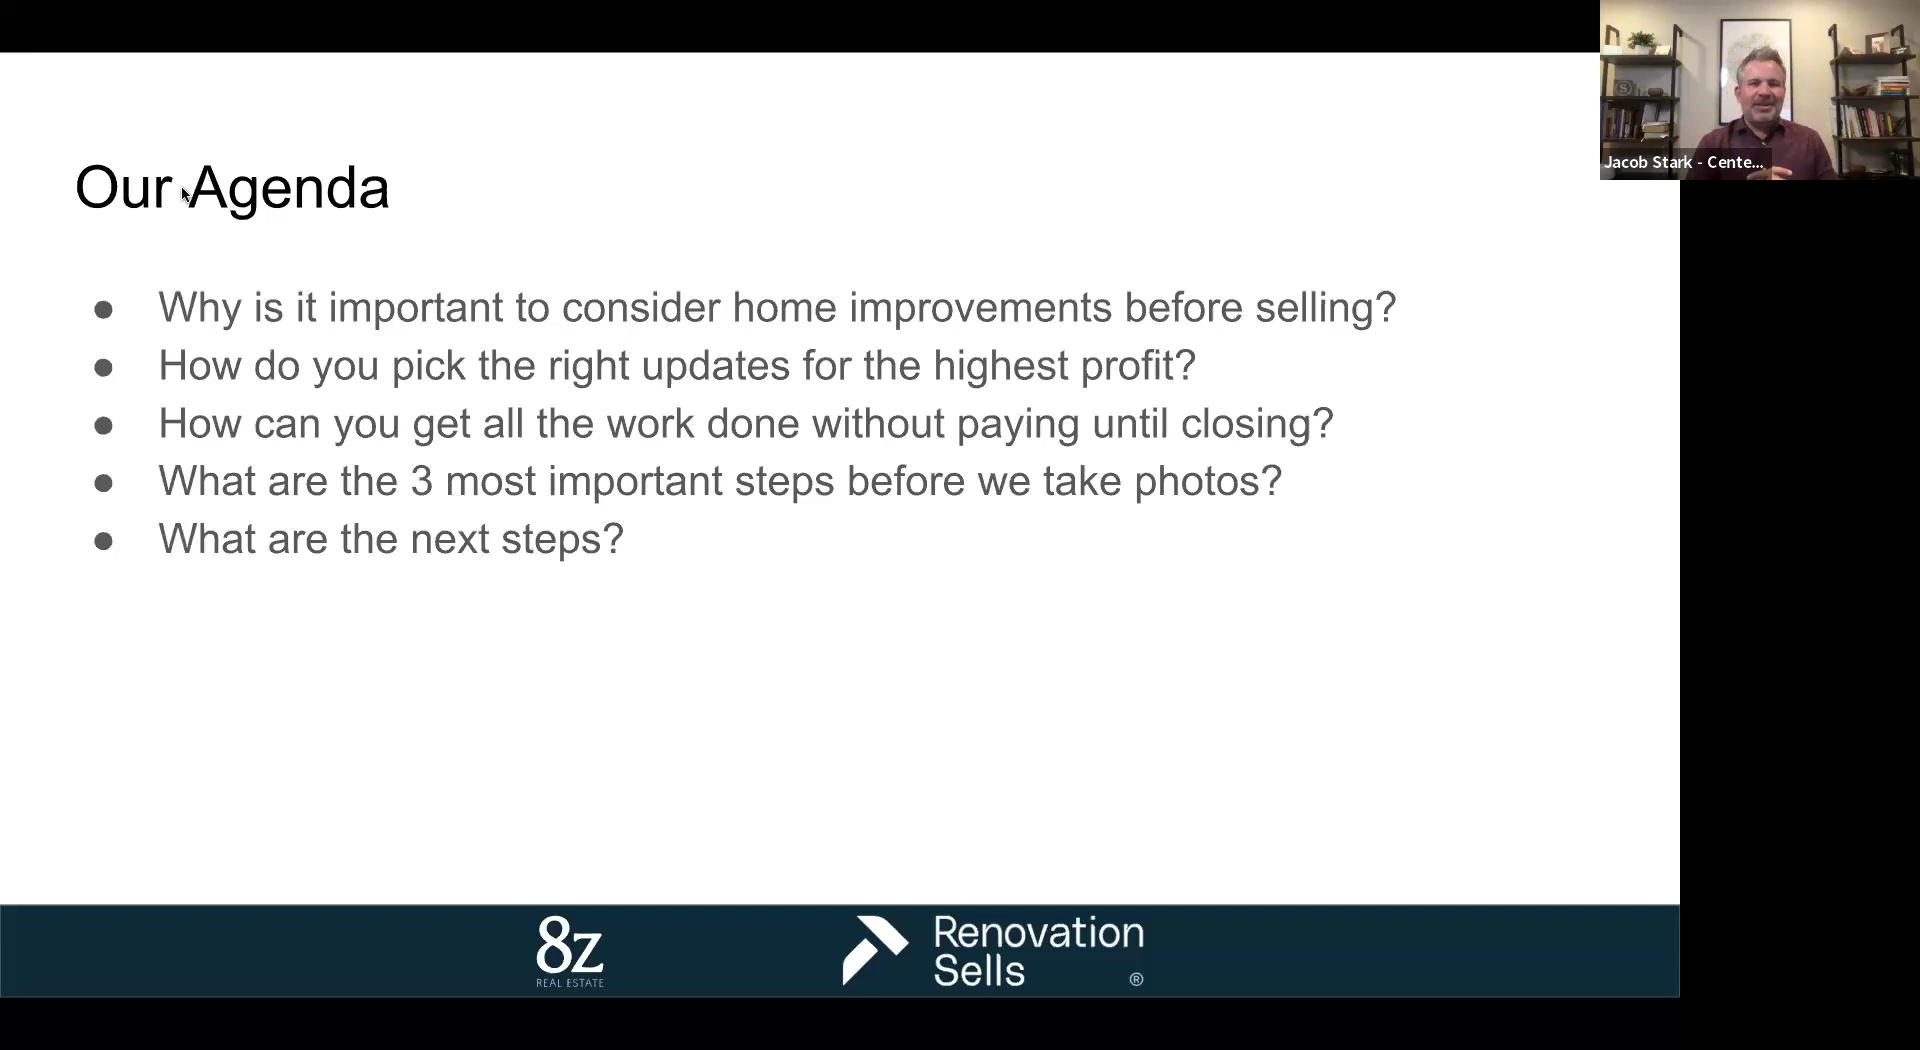 Our Agenda
Why is it important to consider home improvements before selling?
How do you pick the right updates for the highest profit?
How can you get all the work done without paying until closing?
What are the 3 most important steps before we take photos?
What are the next steps?
Jacob Stark - Cente...
8z
REAL ESTATE
Renovation
Sells ®